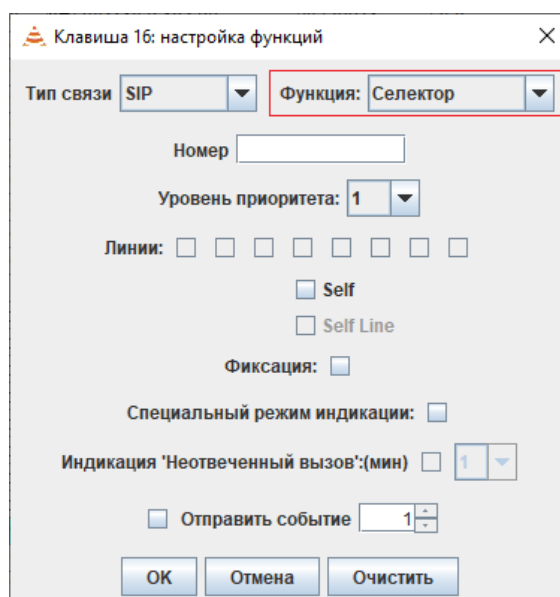 Клавиша 16: настройка функций
Тип связи SIP Функция: Селектор
Номер
Уровень приоритета: 1
Линии:
Self
Self Line
Фиксация:
Специальный режим индикации:
Индикация 'Неотвеченный вызов':(мин) 1
Отправить событие 1
OK Отмена Очистить